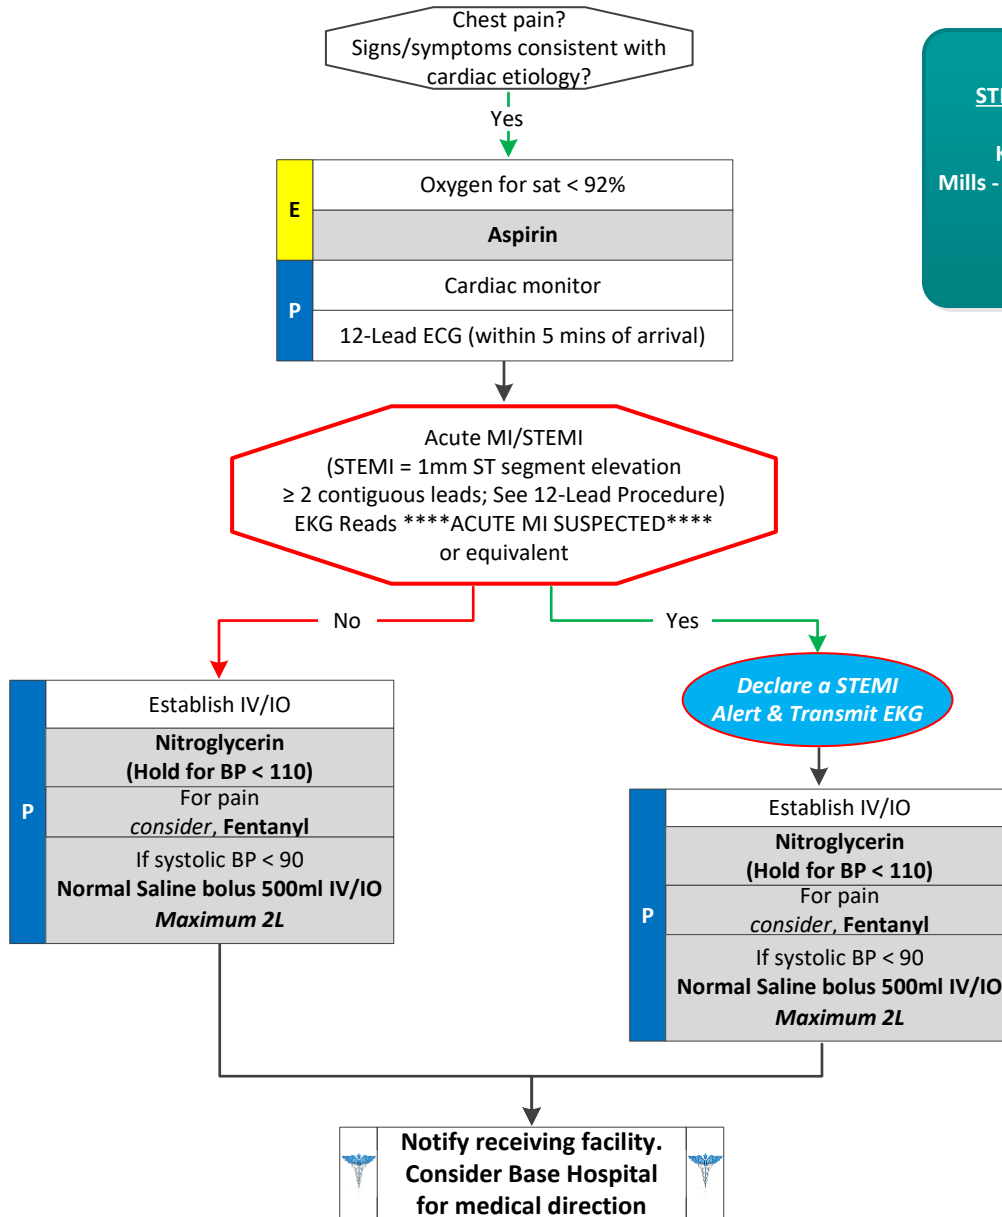 Chest pain?
Signs/symptoms consistent with
cardiac etiology?
Yes
E
Oxygen for sat < 92%
Aspirin
P
Cardiac monitor
12-Lead ECG (within 5 mins of arrival)
Acute MI/STEMI
(STEMI = 1mm ST segment elevation
≥ 2 contiguous leads; See 12-Lead Procedure)
EKG Reads ****ACUTE MI SUSPECTED****
or equivalent
No
Yes
Declare a STEMI
Alert & Transmit EKG
P
Establish IV/IO
Nitroglycerin
(Hold for BP < 110)
For pain
consider, Fentanyl
If systolic BP < 90
Normal Saline bolus 500ml IV/IO
Maximum 2L
P
Establish IV/IO
Nitroglycerin
(Hold for BP < 110)
For pain
consider, Fentanyl
If systolic BP < 90
Normal Saline bolus 500ml IV/IO
Maximum 2L
Notify receiving facility.
Consider Base Hospital
for medical direction
Mills -